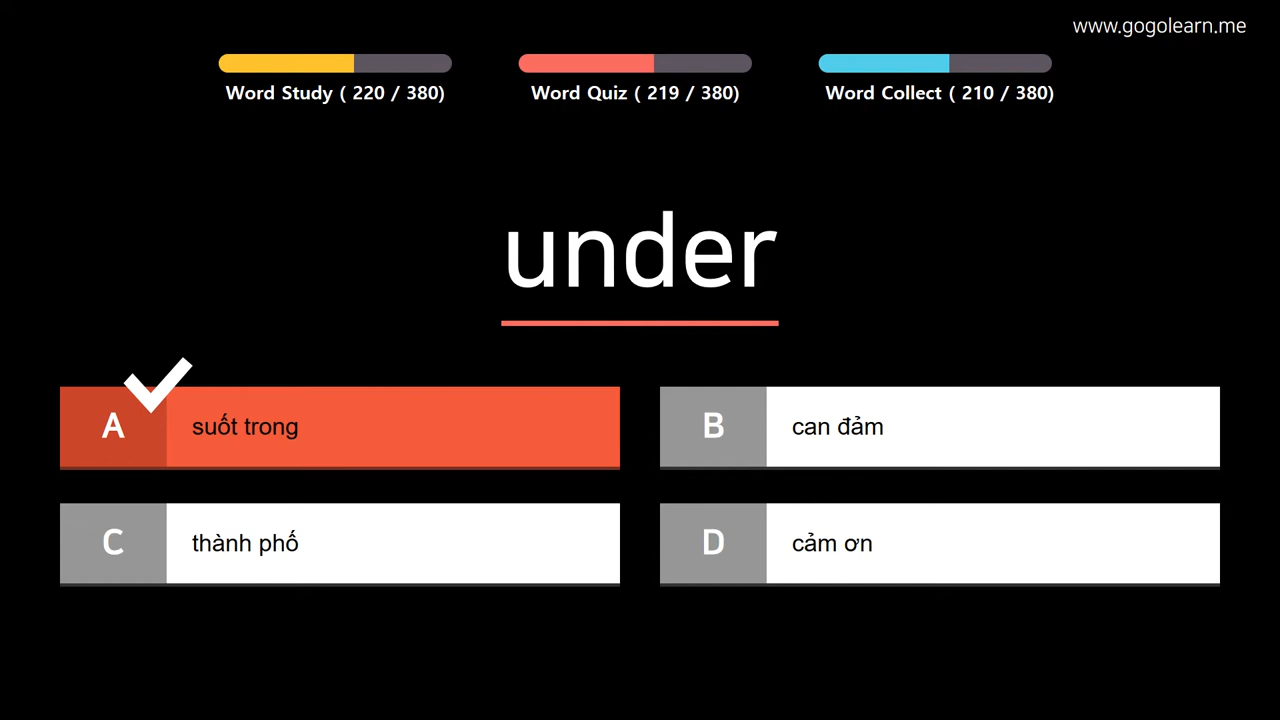 www.gogolearn.me
Word Study ( 220 / 380)
Word Quiz ( 219 / 380)
Word Collect ( 210 / 380)
under
A suốt trong
B can đảm
C thành phố
D cảm ơn